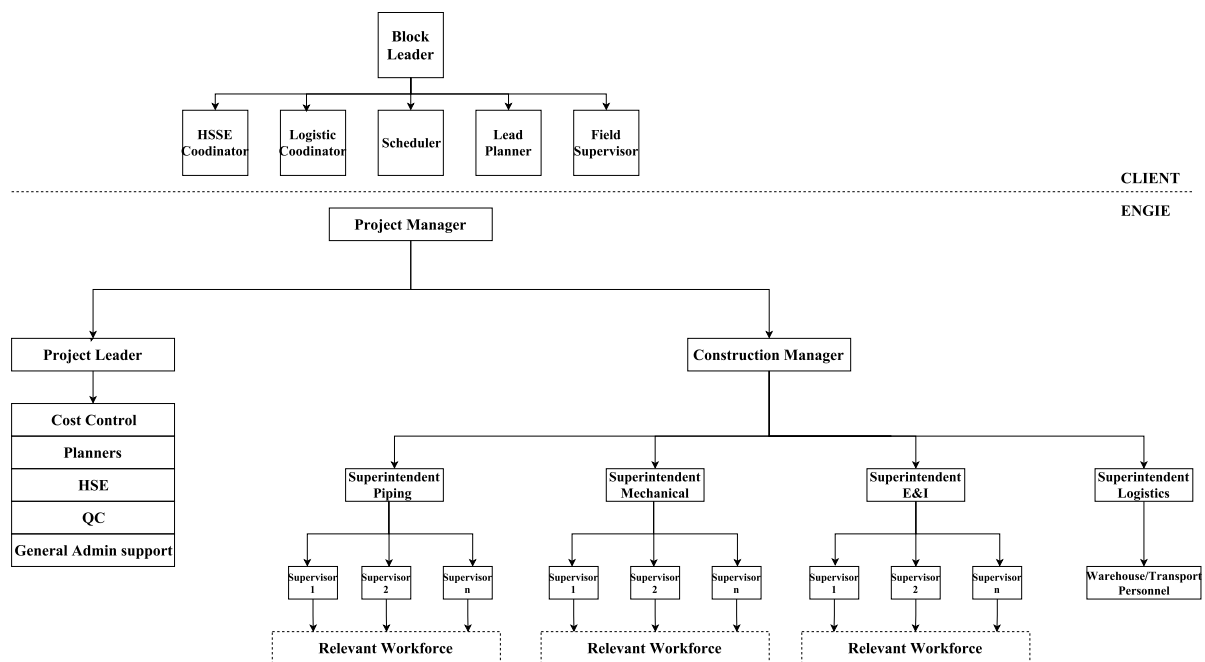 Block
Leader
HSSE
Coodinator
Logistic
Coodinator
Scheduler
Lead
Planner
Field
Supervisor
CLIENT
ENGIE
Project Manager
Project Leader
Construction Manager
Cost Control
Planners
HSE
QC
General Admin support
Superintendent
Piping
Superintendent
Mechanical
Superintendent
E&I
Superintendent
Logistics
Supervisor
1
Supervisor
2
Supervisor
n
Supervisor
1
Supervisor
2
Supervisor
n
Supervisor
1
Supervisor
2
Supervisor
n
Warehouse/Transport
Personnel
Relevant Workforce
Relevant Workforce
Relevant Workforce